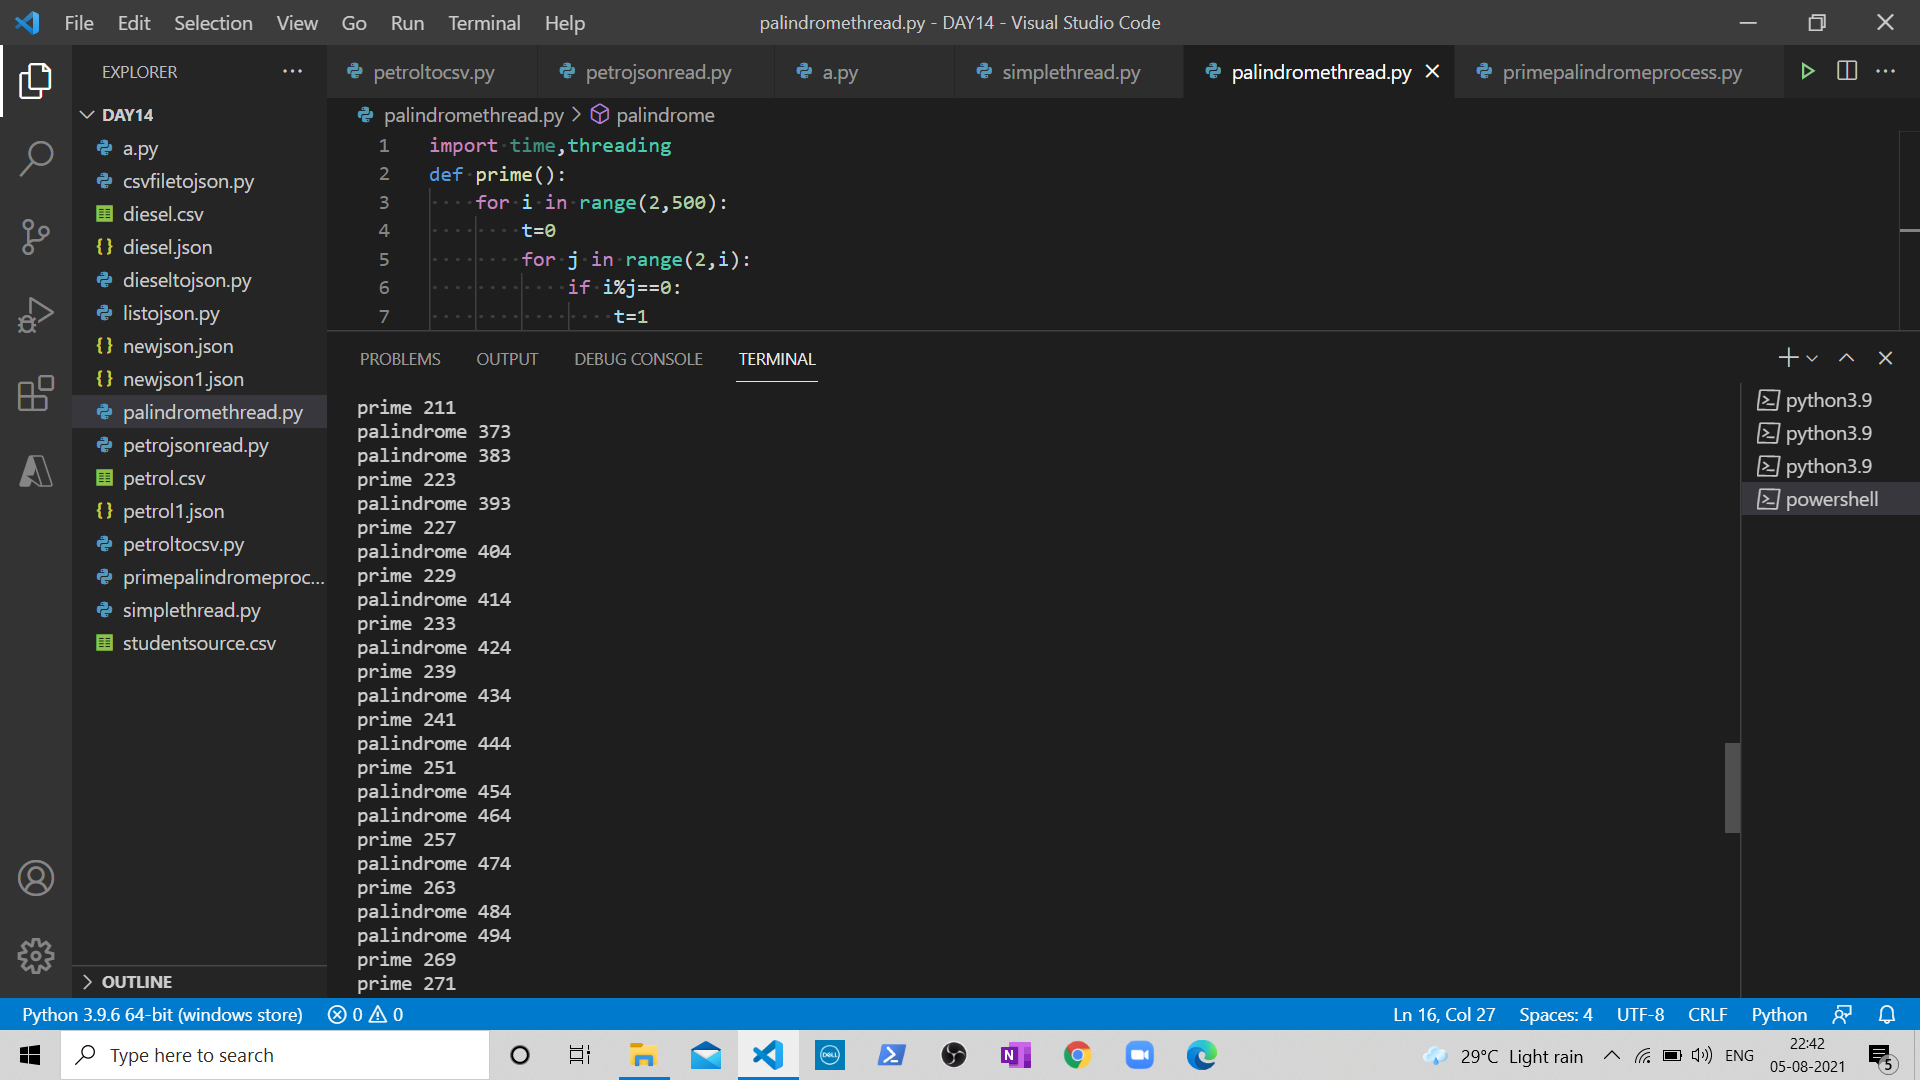 File Edit Selection View Go Run Terminal Help
palindromethread.py - DAY14 - Visual Studio Code
EXPLORER
petroltocsv.py
petrojsonread.py
a.py
simplethread.py
palindromethread.py
primepalindromeprocess.py
palindromethread.py > palindrome
DAY14
a.py
csvfiletojson.py
diesel.csv
diesel.json
dieseltojson.py
listojson.py
newjson.json
newjson1.json
palindromethread.py
petrojsonread.py
petrol.csv
petrol1.json
petroltocsv.py
primepalindromeproc...
simplethread.py
studentsource.csv
OUTLINE
1 import time,threading
2 def prime():
3 for i in range(2,500):
4 t=0
5 for j in range(2,i):
6 if i%j==0:
7 t=1
PROBLEMS OUTPUT DEBUG CONSOLE TERMINAL
prime 211
palindrome 373
palindrome 383
prime 223
palindrome 393
prime 227
palindrome 404
prime 229
palindrome 414
prime 233
palindrome 424
prime 239
palindrome 434
prime 241
palindrome 444
prime 251
palindrome 454
palindrome 464
prime 257
palindrome 474
prime 263
palindrome 484
palindrome 494
prime 269
prime 271
python3.9
python3.9
python3.9
powershell
Python 3.9.6 64-bit (windows store) 0 0
Ln 16, Col 27 Spaces: 4 UTF-8 CRLF Python
Type here to search
DELL
N
29°C Light rain
ENG
22:42
05-08-2021
5